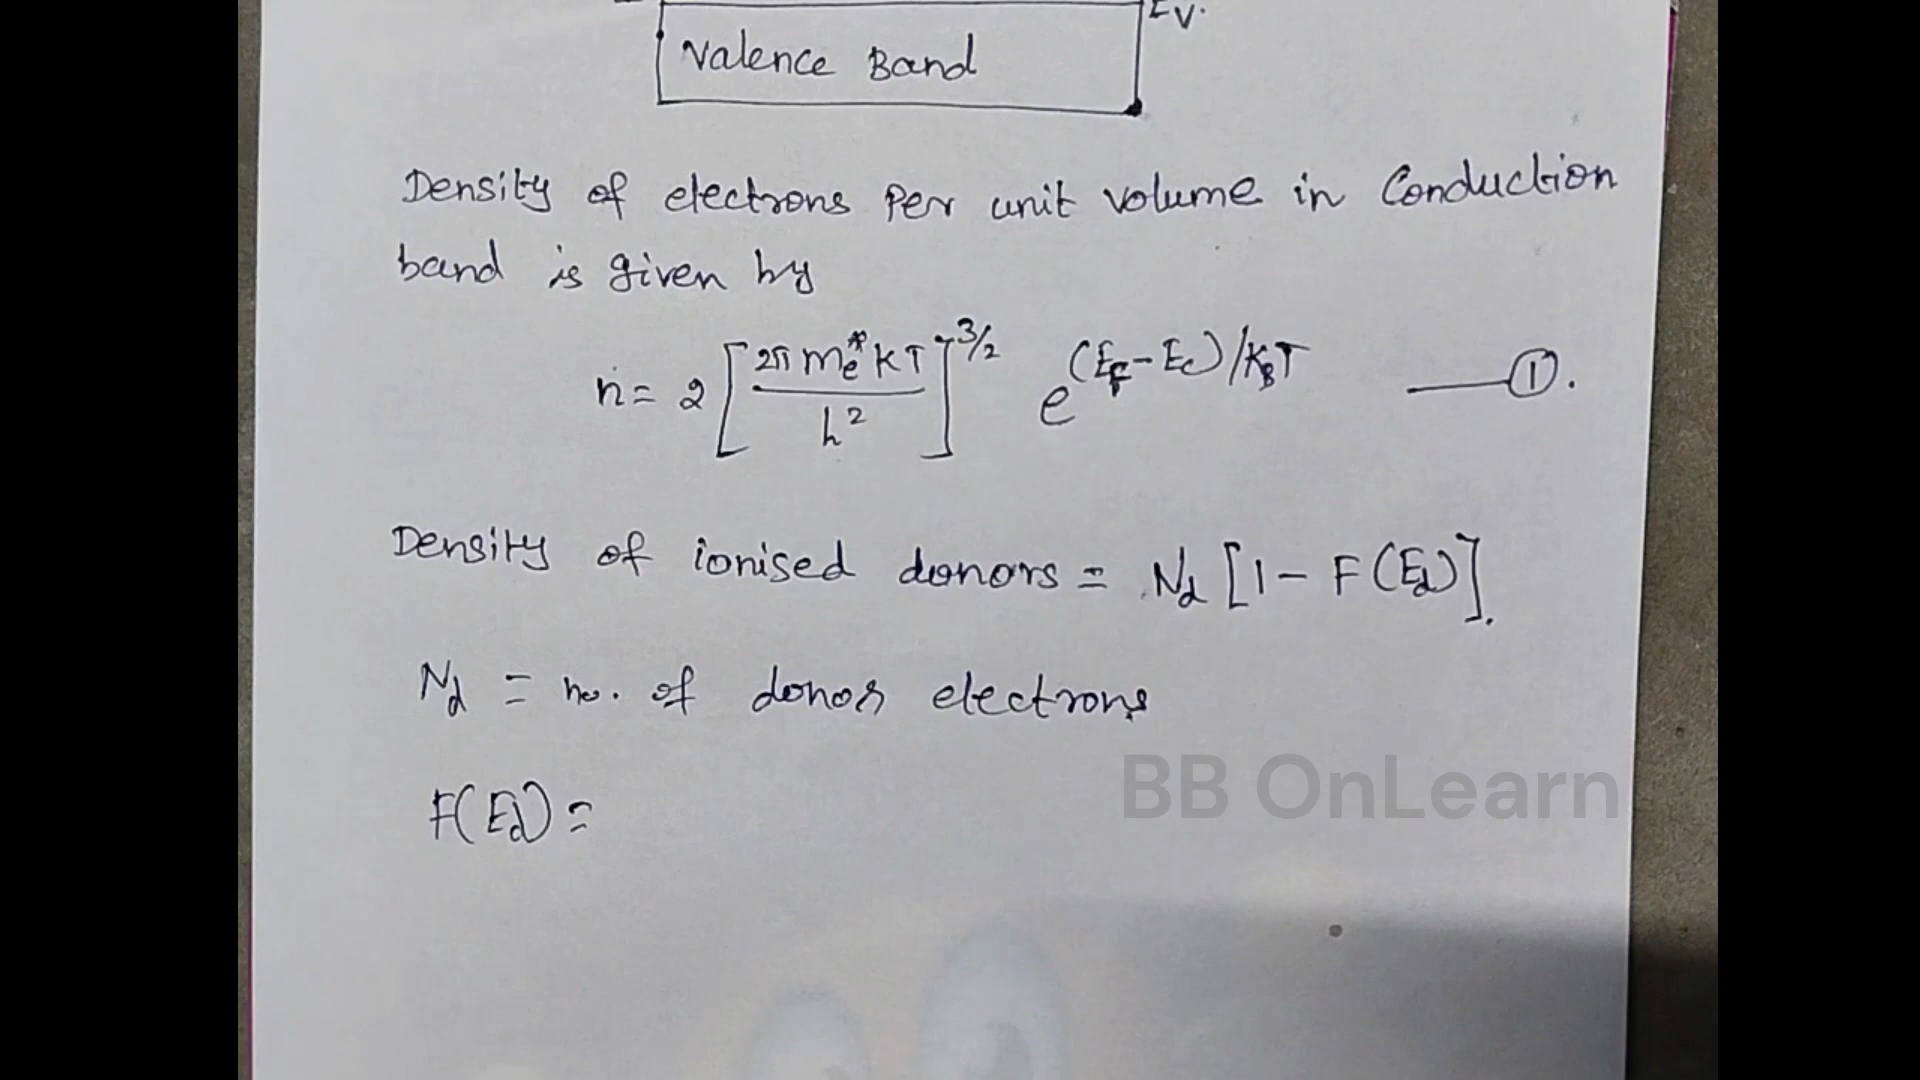 Ev.
Valence Band
Density of electrons Per unit volume in Conduction
band is given by
n = 2 [2π m*e KT / h²]^3/2 e^(EF - Ec)/KBT —— ①.
Density of ionised donors = Nd [1 - F(Ed)].
Nd = no. of donor electrons
BB OnLearn
F(Ed) =